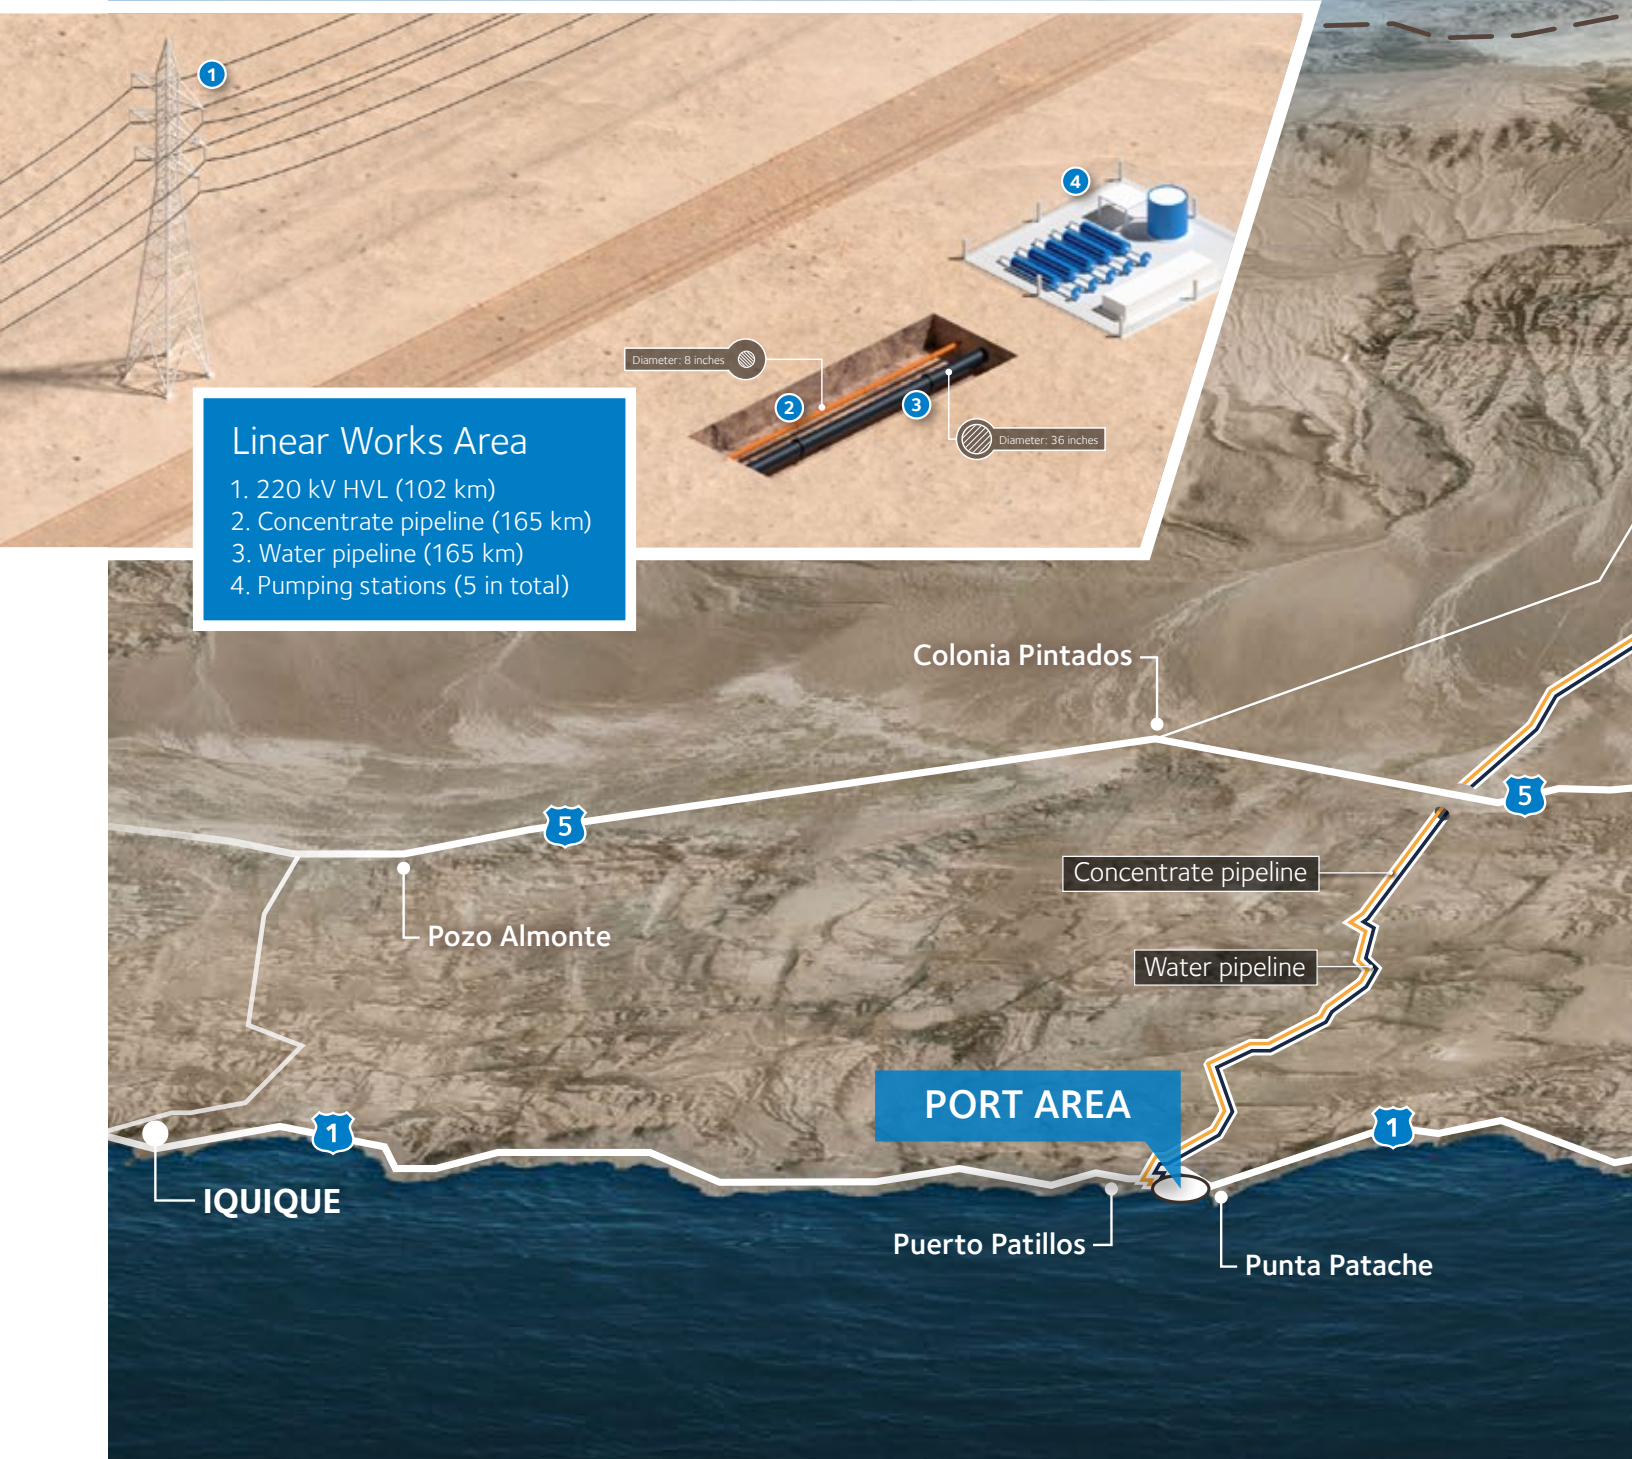 1
4
Diameter: 8 inches
2
3
Diameter: 36 inches
Linear Works Area
1. 220 kV HVL (102 km)
2. Concentrate pipeline (165 km)
3. Water pipeline (165 km)
4. Pumping stations (5 in total)
Colonia Pintados
5
5
Concentrate pipeline
Pozo Almonte
Water pipeline
PORT AREA
1
1
IQUIQUE
Puerto Patillos
Punta Patache